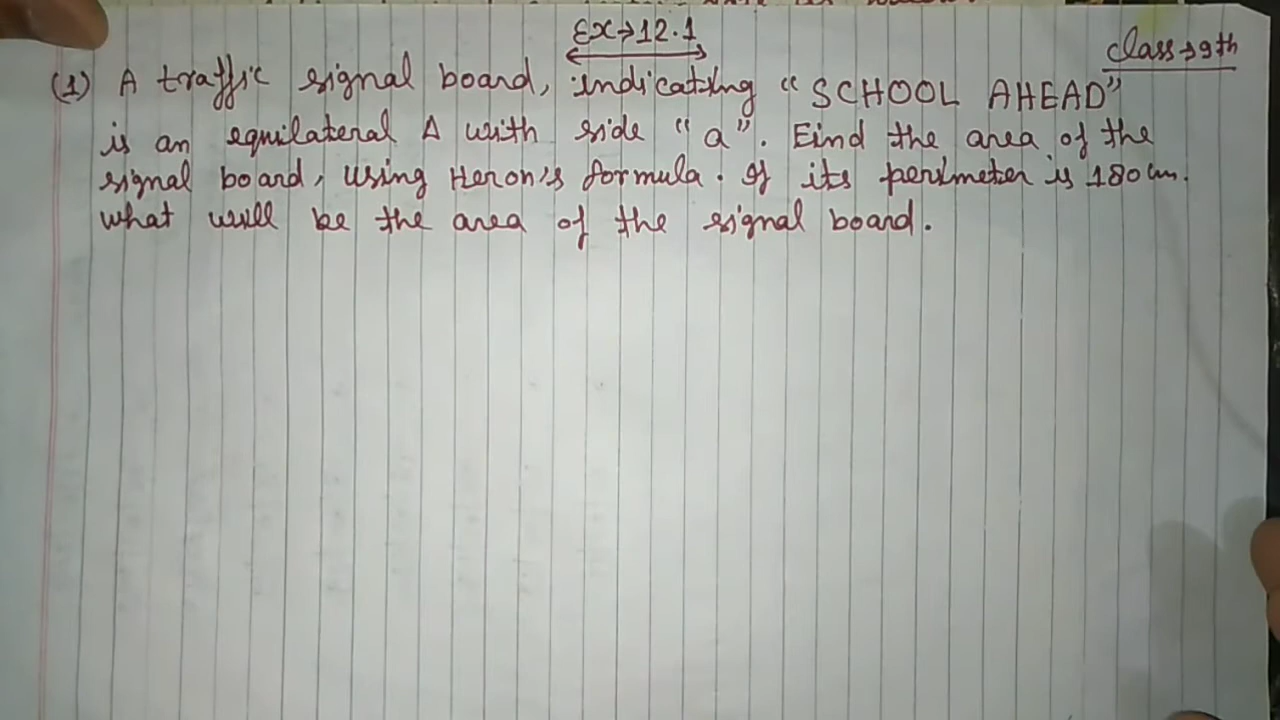 Ex→12.1
Class→9th
(1) A traffic signal board, indicating "SCHOOL AHEAD"
is an equilateral Δ with side "a". Find the area of the
signal board, using Heron's formula. If its perimeter is 180 cm.
what will be the area of the signal board.